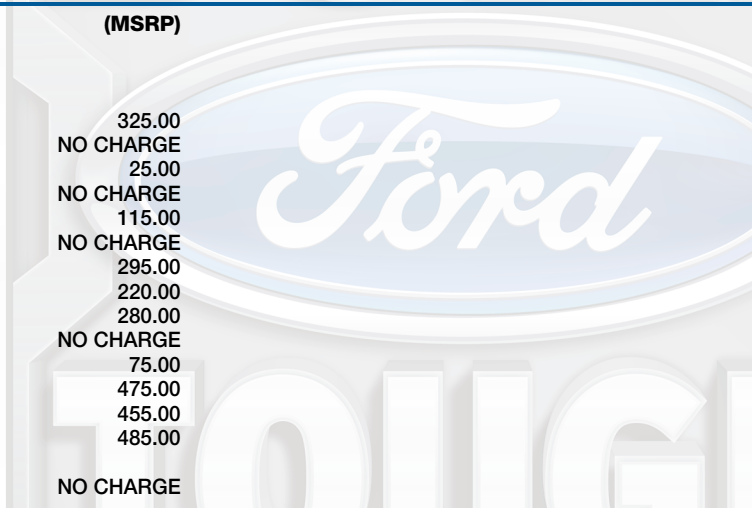 (MSRP)
325.00
NO CHARGE
25.00
NO CHARGE
115.00
NO CHARGE
295.00
220.00
280.00
NO CHARGE
75.00
475.00
455.00
485.00
NO CHARGE
Ford
TOUG